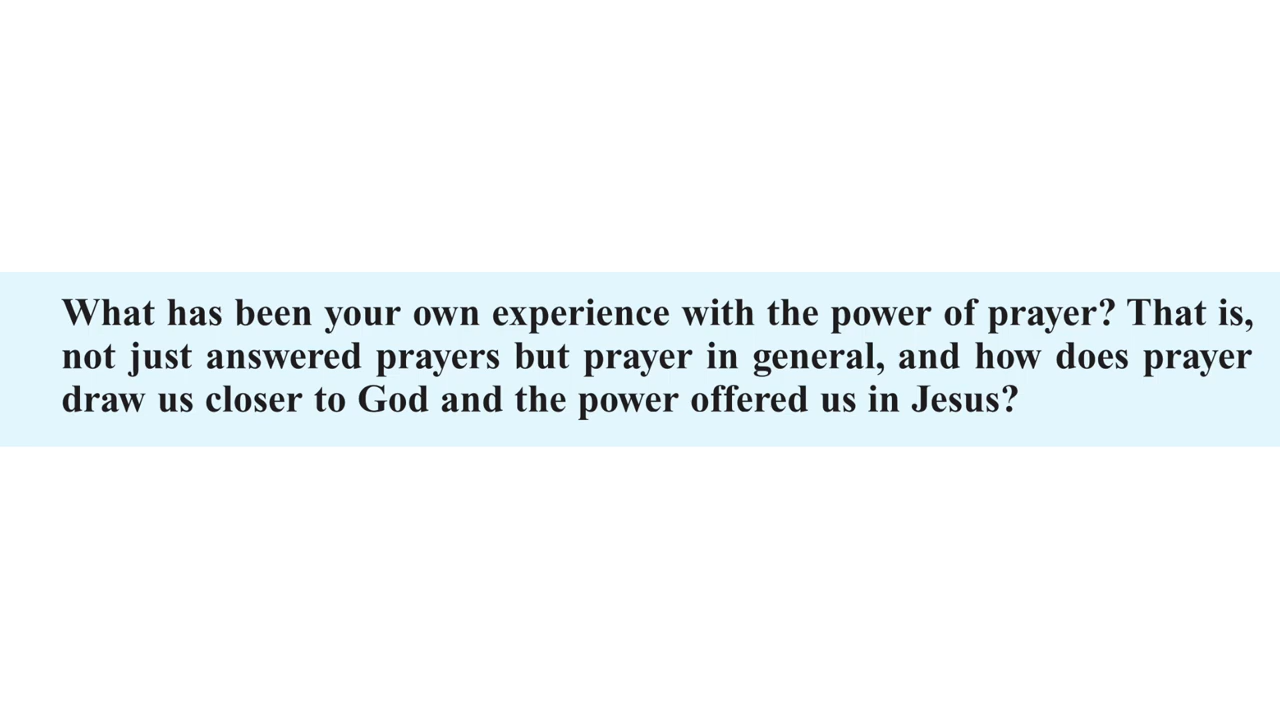 What has been your own experience with the power of prayer? That is,
not just answered prayers but prayer in general, and how does prayer
draw us closer to God and the power offered us in Jesus?